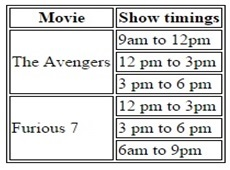 Movie Show timings
The Avengers 9am to 12pm
12 pm to 3pm
3 pm to 6 pm
Furious 7 12 pm to 3pm
3 pm to 6 pm
6am to 9pm